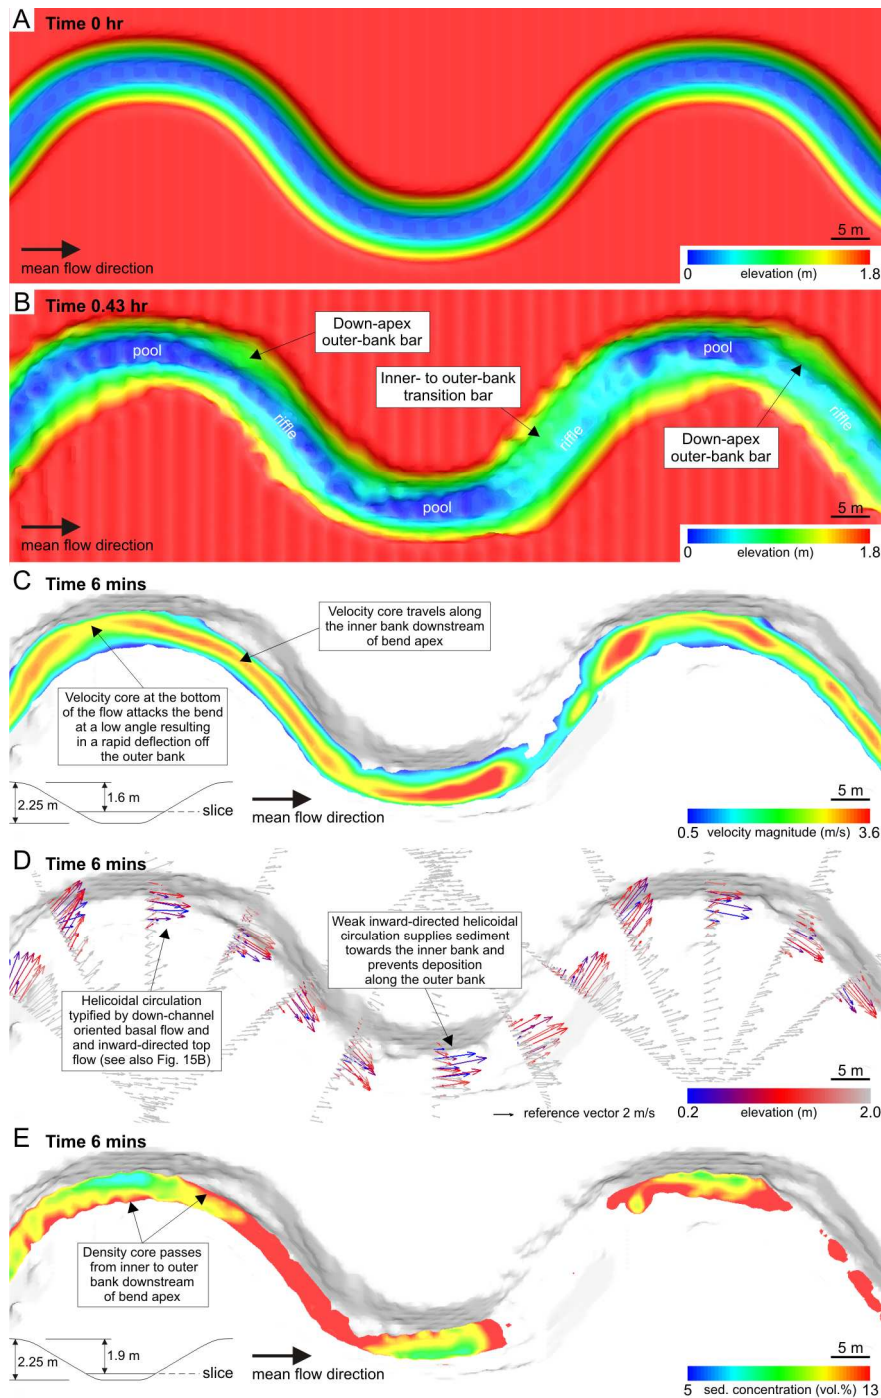 A Time 0 hr
mean flow direction
5 m
0 elevation (m) 1.8
B Time 0.43 hr
Down-apex
outer-bank bar
pool
pool
Inner- to outer-bank
transition bar
riffle
riffle
Down-apex
outer-bank bar
pool
mean flow direction
5 m
0 elevation (m) 1.8
C Time 6 mins
Velocity core travels along
the inner bank downstream
of bend apex
Velocity core at the bottom
of the flow attacks the bend
at a low angle resulting
in a rapid deflection off
the outer bank
2.25 m
1.6 m
slice
mean flow direction
5 m
0.5 velocity magnitude (m/s) 3.6
D Time 6 mins
Weak inward-directed helicoidal
circulation supplies sediment
towards the inner bank and
prevents deposition
along the outer bank
Helicoidal circulation
typified by down-channel
oriented basal flow and
and inward-directed top
flow (see also Fig. 15B)
5 m
reference vector 2 m/s
0.2 elevation (m) 2.0
E Time 6 mins
Density core passes
from inner to outer
bank downstream
of bend apex
2.25 m
1.9 m
slice
mean flow direction
5 m
5 sed. concentration (vol.%) 13